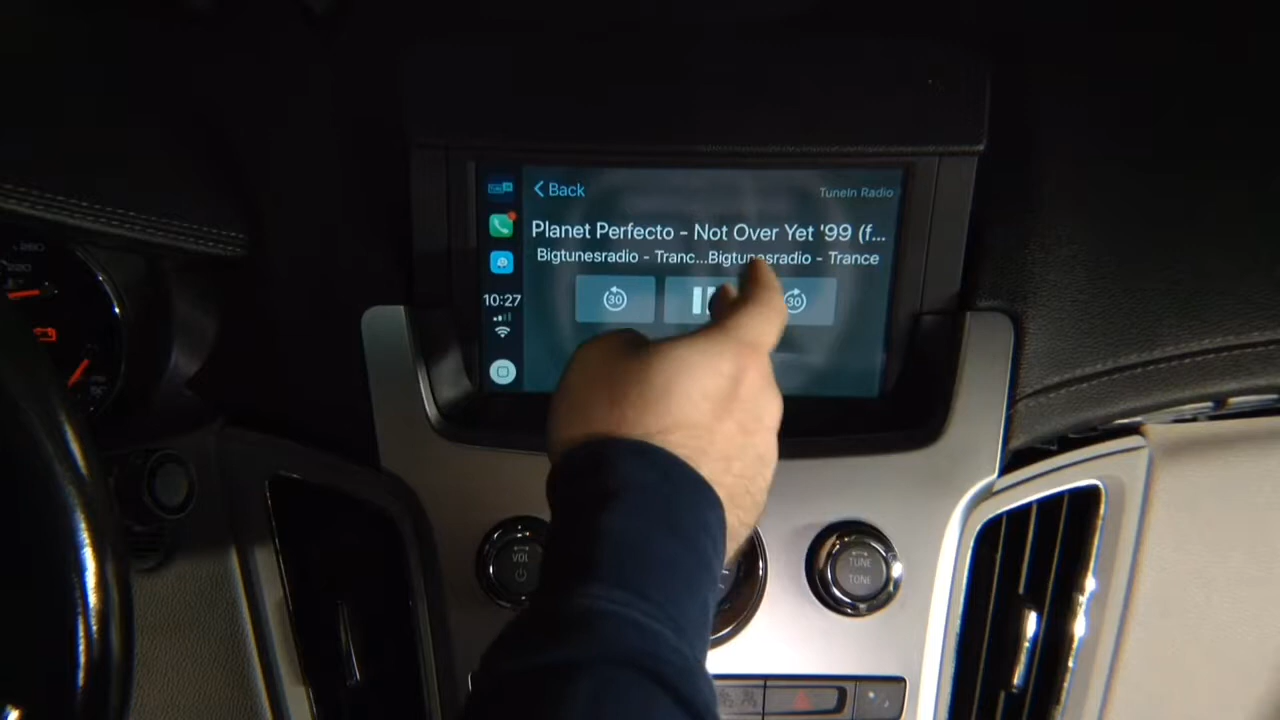 Back
TuneIn Radio
Planet Perfecto - Not Over Yet '99 (f...
Bigtunesradio - Tranc...Bigtunesradio - Trance
30
30
10:27
VOL
TUNE
TONE